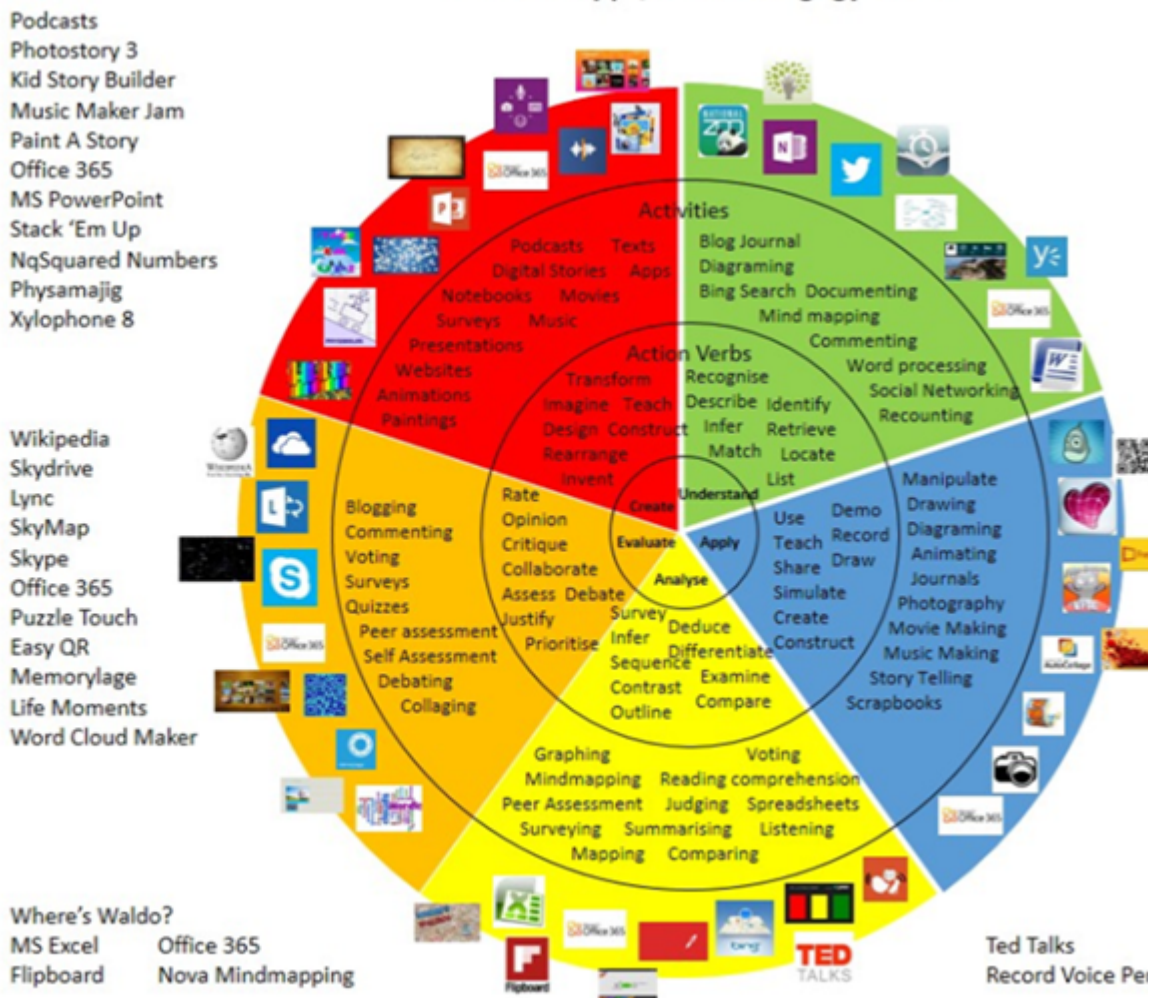 Podcasts
Photostory 3
Kid Story Builder
Music Maker Jam
Paint A Story
Office 365
MS PowerPoint
Stack ‘Em Up
NqSquared Numbers
Physamajig
Xylophone 8
Wikipedia
Skydrive
Lync
SkyMap
Skype
Office 365
Puzzle Touch
Easy QR
Memorylage
Life Moments
Word Cloud Maker
Where’s Waldo?
MS Excel Office 365
Flipboard Nova Mindmapping
Ted Talks
Record Voice Pe
Activities
Podcasts Texts
Digital Stories Apps
Notebooks Movies
Surveys Music
Presentations
Websites
Animations
Paintings
Blog Journal
Diagraming
Bing Search Documenting
Mind mapping
Commenting
Word processing
Social Networking
Recounting
Action Verbs
Transform
Imagine Teach
Design Construct
Rearrange
Invent
Recognise
Describe Identify
Infer Retrieve
Match Locate
List
Create
Understand
Evaluate
Apply
Analyse
Blogging
Commenting
Voting
Surveys
Quizzes
Peer assessment
Self Assessment
Debating
Collaging
Rate
Opinion
Critique
Collaborate
Assess Debate
Justify
Prioritise
Use Demo
Teach Record
Share Draw
Simulate
Create
Construct
Manipulate
Drawing
Diagraming
Animating
Journals
Photography
Movie Making
Music Making
Story Telling
Scrapbooks
Survey Deduce
Infer Differentiate
Sequence Examine
Contrast Compare
Outline
Graphing Voting
Mindmapping Reading comprehension
Peer Assessment Judging Spreadsheets
Surveying Summarising Listening
Mapping Comparing
NATIONAL
ZOO
N
Office 365
P
Office 365
W
WIKIPEDIA
L
S
Office 365
AutoCollage
Office 365
X
Office 365
bing
Flipboard
TED
TALKS